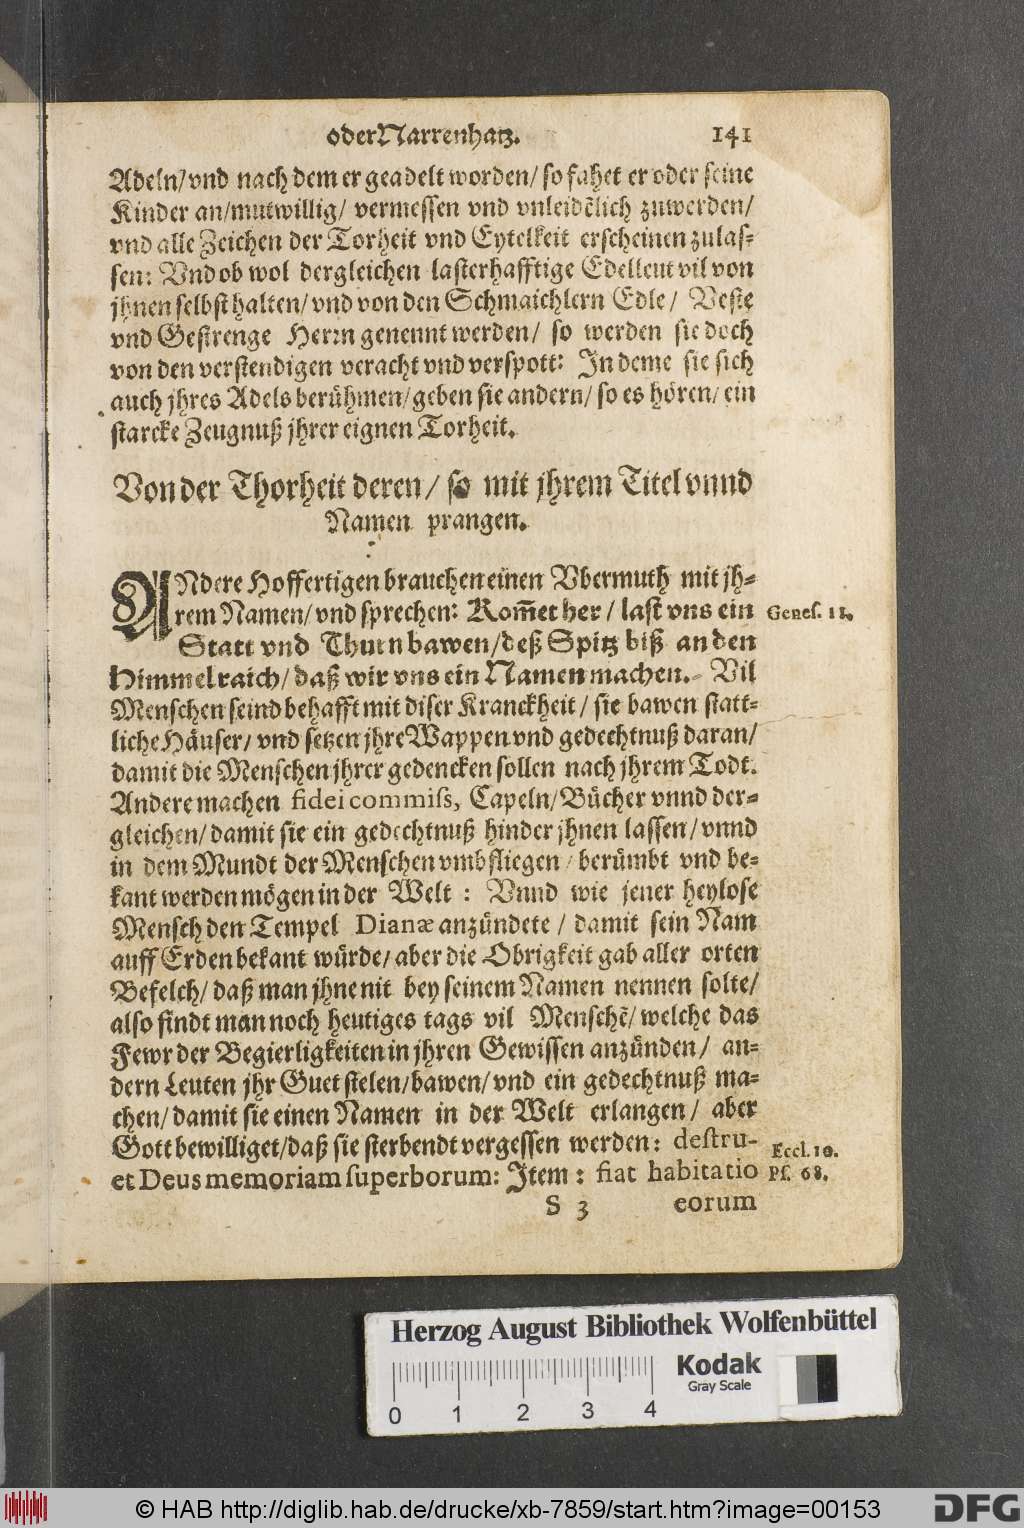 oder Narrenhatz. 141
Adeln/ vnd nach dem er geadelt worden/ so fahet er oder seine
Kinder an/ mutwillig/ vermessen vnd vnleidēlich zuwerden/
vnd alle Zeichen der Torheit vnd Eytelkeit erscheinen zulas-
sen: Vnd ob wol dergleichen lasterhafftige Edelleut vil von
jhnen selbst halten/ vnd von den Schmaichlern Edle/ Veste
vnd Gestrenge Herrn genennt werden/ so werden sie doch
von den verstendigen veracht vnd verspott: In deme sie sich
auch jhres Adels berühmen/ geben sie andern/ so es hören/ ein
starcke Zeugnuß jhrer eignen Torheit.
Von der Thorheit deren/ so mit jhrem Titel vnnd
Namen prangen.
ANdere Hoffertigen brauchen einen Vbermuth mit jh-
rem Namen/ vnd sprechen: Kom̄et her/ last vns ein Genes. 11.
Statt vnd Thurn bawen/ deß Spitz biß an den
Himmelraich/ daß wir vns ein Namen machen. Vil
Menschen seind behafft mit diser Kranckheit/ sie bawen statt-
liche Häuser/ vnd setzen jhre Wappen vnd gedechtnuß daran/
damit die Menschen jhrer gedencken sollen nach jhrem Todt.
Andere machen fideicommiss, Capeln/ Bücher vnnd der-
gleichen/ damit sie ein gedechtnuß hinder jhnen lassen/ vnnd
in dem Mundt der Menschen vmbfliegen/ berümbt vnd be-
kant werden mögen in der Welt: Vnnd wie jener heylose
Mensch den Tempel Dianæ anzündete/ damit sein Nam
auff Erden bekant würde/ aber die Obrigkeit gab aller orten
Befelch/ daß man jhne nit bey seinem Namen nennen solte/
also findt man noch heutiges tags vil Menschē/ welche das
Fewr der Begierligkeiten in jhren Gewissen anzünden/ an-
dern Leuten jhr Guet stelen/ bawen/ vnd ein gedechtnuß ma-
chen/ damit sie einen Namen in der Welt erlangen/ aber
Gott bewilliget/ daß sie sterbendt vergessen werden: destru- Eccl. 10.
et Deus memoriam superborum: Item: fiat habitatio Ps. 68.
S 3 eorum
Herzog August Bibliothek Wolfenbüttel
Kodak
Gray Scale
0 1 2 3 4
© HAB http://diglib.hab.de/drucke/xb-7859/start.htm?image=00153
DFG